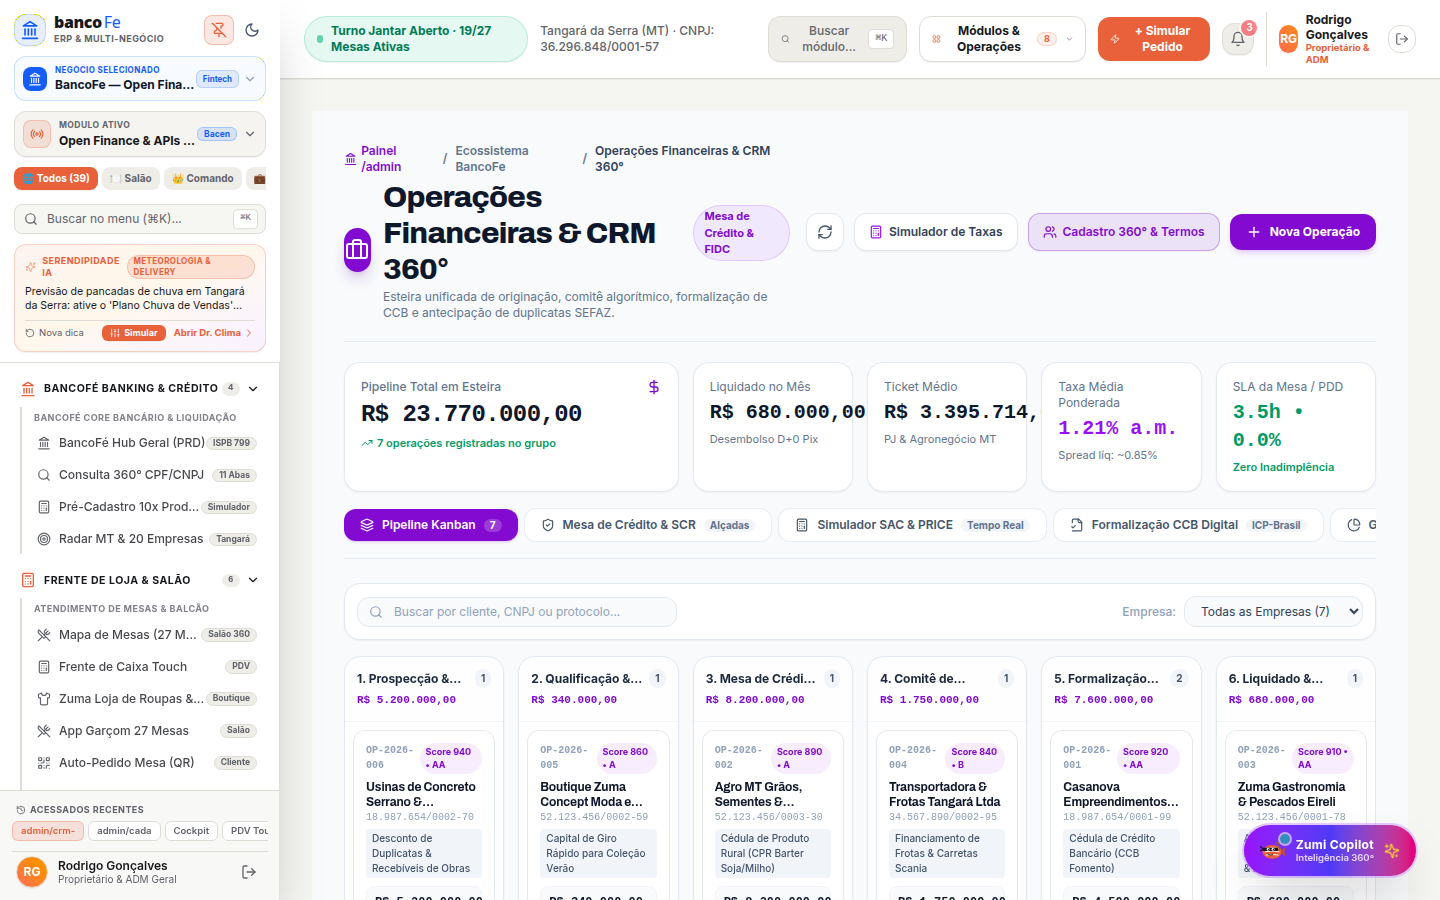 banco Fe
ERP & MULTI-NEGÓCIO
NEGÓCIO SELECIONADO
BancoFe — Open Fina...
Fintech
MÓDULO ATIVO
Open Finance & APIs ...
Bacen
Todos (39)
Salão
Comando
Buscar no menu (⌘K)...
⌘K
SERENDIPIDADE IA
METEOROLOGIA & DELIVERY
Previsão de pancadas de chuva em Tangará
da Serra: ative o 'Plano Chuva de Vendas'...
Nova dica
Simular
Abrir Dr. Clima
BANCOFÉ BANKING & CRÉDITO
4
BANCOFÉ CORE BANCÁRIO & LIQUIDAÇÃO
BancoFé Hub Geral (PRD)
ISPB 799
Consulta 360° CPF/CNPJ
11 Abas
Pré-Cadastro 10x Prod...
Simulador
Radar MT & 20 Empresas
Tangará
FRENTE DE LOJA & SALÃO
6
ATENDIMENTO DE MESAS & BALCÃO
Mapa de Mesas (27 M...
Salão 360
Frente de Caixa Touch
PDV
Zuma Loja de Roupas &...
Boutique
App Garçom 27 Mesas
Salão
Auto-Pedido Mesa (QR)
Cliente
ACESSADOS RECENTES
admin/crm-
admin/cada
Cockpit
PDV Tou
RG
Rodrigo Gonçalves
Proprietário & ADM Geral
Turno Jantar Aberto · 19/27
Mesas Ativas
Tangará da Serra (MT) · CNPJ:
36.296.848/0001-57
Buscar
módulo...
⌘K
Módulos &
Operações
8
+ Simular
Pedido
3
RG
Rodrigo
Gonçalves
Proprietário &
ADM
Painel
/admin
/
Ecossistema
BancoFe
/
Operações Financeiras & CRM
360°
Operações
Financeiras & CRM
360°
Mesa de
Crédito &
FIDC
Esteira unificada de originação, comitê algorítmico, formalização de
CCB e antecipação de duplicatas SEFAZ.
Simulador de Taxas
Cadastro 360° & Termos
Nova Operação
Pipeline Total em Esteira
R$ 23.770.000,00
7 operações registradas no grupo
Liquidado no Mês
R$ 680.000,00
Desembolso D+0 Pix
Ticket Médio
R$ 3.395.714,
PJ & Agronegócio MT
Taxa Média
Ponderada
1.21% a.m.
Spread líq: ~0.85%
SLA da Mesa / PDD
3.5h •
0.0%
Zero Inadimplência
Pipeline Kanban
7
Mesa de Crédito & SCR
Alçadas
Simulador SAC & PRICE
Tempo Real
Formalização CCB Digital
ICP-Brasil
G
Buscar por cliente, CNPJ ou protocolo...
Empresa:
Todas as Empresas (7)
1. Prospecção &...
1
R$ 5.200.000,00
OP-2026-
006
Score 940
• AA
Usinas de Concreto
Serrano &...
18.987.654/0002-70
Desconto de
Duplicatas &
Recebíveis de Obras
R$ 5.200.000,00
2. Qualificação &...
1
R$ 340.000,00
OP-2026-
005
Score 860
• A
Boutique Zuma
Concept Moda e...
52.123.456/0002-59
Capital de Giro
Rápido para Coleção
Verão
R$ 340.000,00
3. Mesa de Crédi...
1
R$ 8.200.000,00
OP-2026-
002
Score 890
• A
Agro MT Grãos,
Sementes &...
52.123.456/0003-30
Cédula de Produto
Rural (CPR Barter
Soja/Milho)
R$ 8.200.000,00
4. Comitê de...
1
R$ 1.750.000,00
OP-2026-
004
Score 840
• B
Transportadora &
Frotas Tangará Ltda
34.567.890/0002-95
Financiamento de
Frotas & Carretas
Scania
R$ 1.750.000,00
5. Formalização...
2
R$ 7.600.000,00
OP-2026-
001
Score 920
• AA
Casanova
Empreendimentos...
18.987.654/0001-99
Cédula de Crédito
Bancário (CCB
Fomento)
R$ 4.500.000,00
6. Liquidado &...
1
R$ 680.000,00
OP-2026-
003
Score 910 •
AA
Zuma Gastronomia
& Pescados Eireli
52.123.456/0001-78
R$ 680.000,00
Zumi Copilot
Inteligência 360°